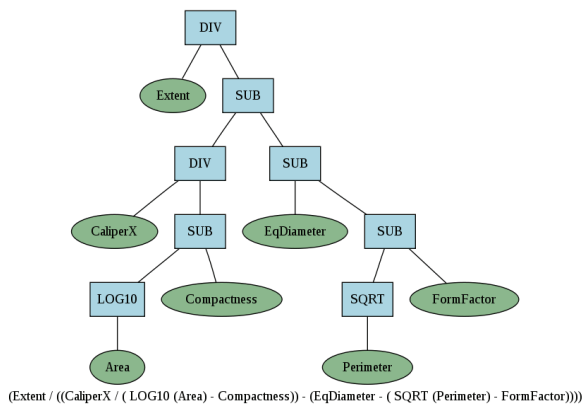 DIV
Extent
SUB
DIV
SUB
CaliperX
SUB
EqDiameter
SUB
LOG10
Compactness
SQRT
FormFactor
Area
Perimeter
(Extent / ((CaliperX / ( LOG10 (Area) - Compactness)) - (EqDiameter - ( SQRT (Perimeter) - FormFactor))))